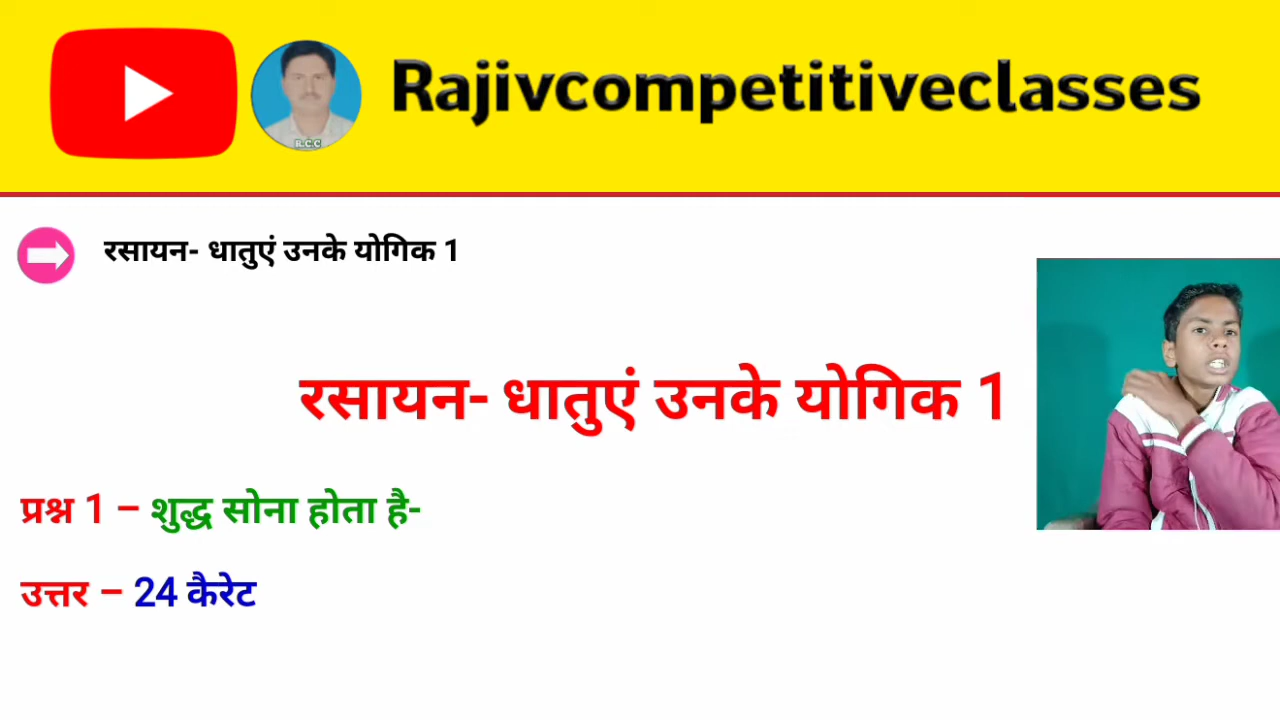 Rajivcompetitiveclasses
R.C.C
रसायन- धातुएं उनके योगिक 1
रसायन- धातुएं उनके योगिक 1
प्रश्न 1 – शुद्ध सोना होता है-
उत्तर – 24 कैरेट